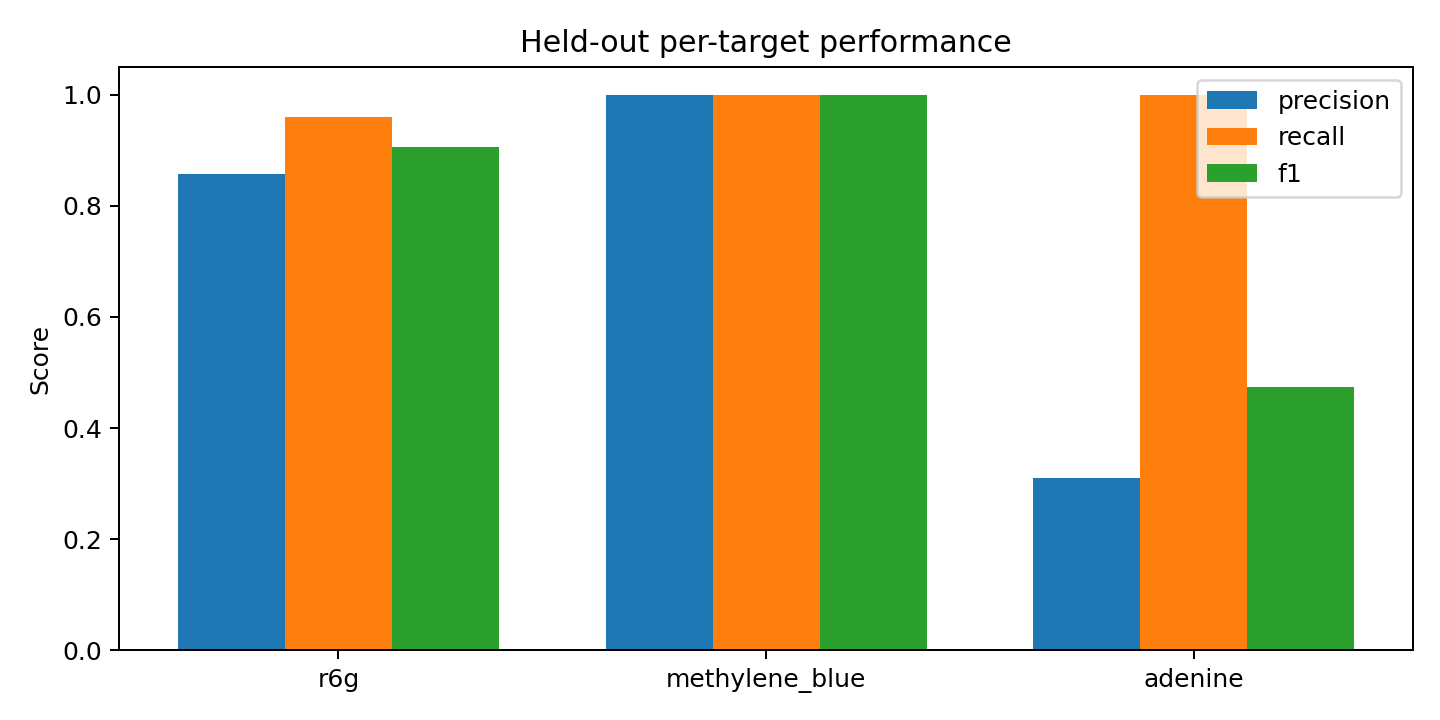 Held-out per-target performance
1.0
0.8
0.6
0.4
0.2
0.0
Score
precision
recall
f1
r6g
methylene_blue
adenine